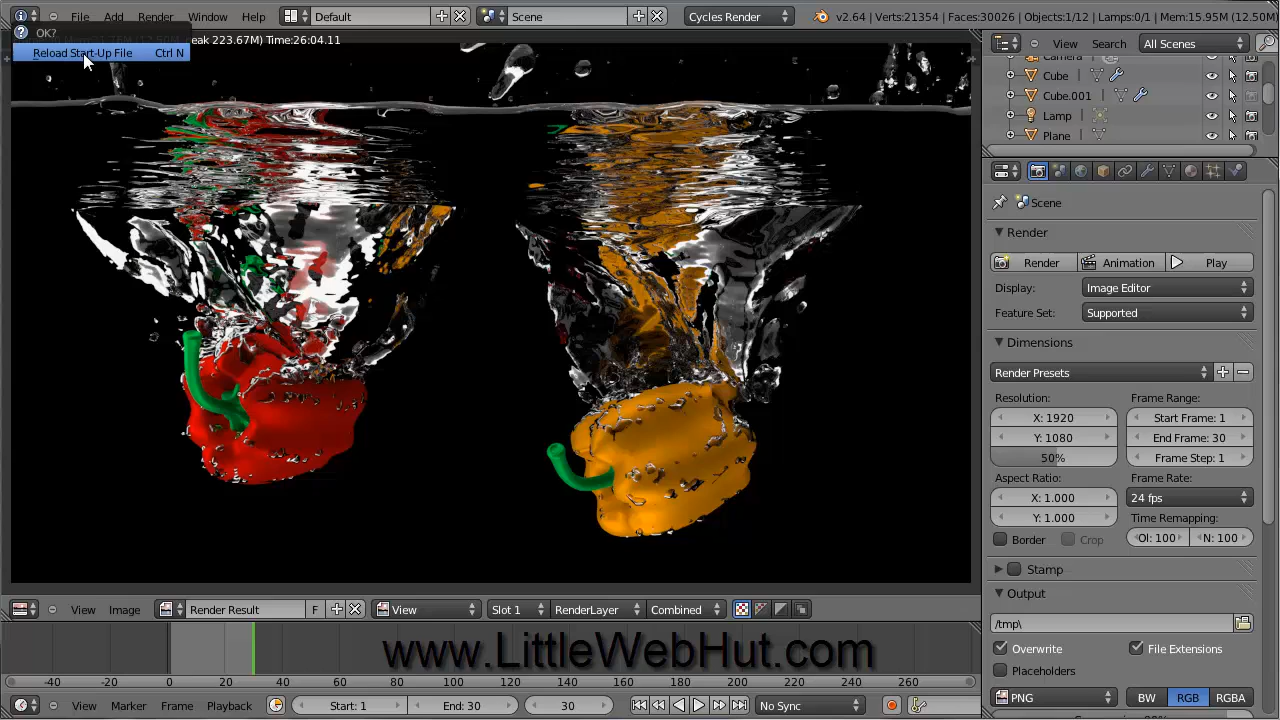 File Add Render Window Help Default Scene Cycles Render v2.64 | Verts:21354 | Faces:30026 | Objects:1/12 | Lamps:0/1 | Mem:15.95M (12.50M)
OK?
Reload Start-Up File Ctrl N
eak 223.67M) Time:26:04.11
View Search All Scenes
Camera
Cube
Cube.001
Lamp
Plane
Scene
Render
Render Animation Play
Display: Image Editor
Feature Set: Supported
Dimensions
Render Presets
Resolution: Frame Range:
X: 1920 Start Frame: 1
Y: 1080 End Frame: 30
50% Frame Step: 1
Aspect Ratio: Frame Rate:
X: 1.000 24 fps
Y: 1.000 Time Remapping:
Border Crop Ol: 100 N: 100
Stamp
Output
/tmp\
Overwrite File Extensions
Placeholders
PNG BW RGB RGBA
View Image Render Result F View Slot 1 RenderLayer Combined
www.LittleWebHut.com
-40 -20 0 20 40 60 80 100 120 140 160 180 200 220 240 260
View Marker Frame Playback Start: 1 End: 30 30 No Sync